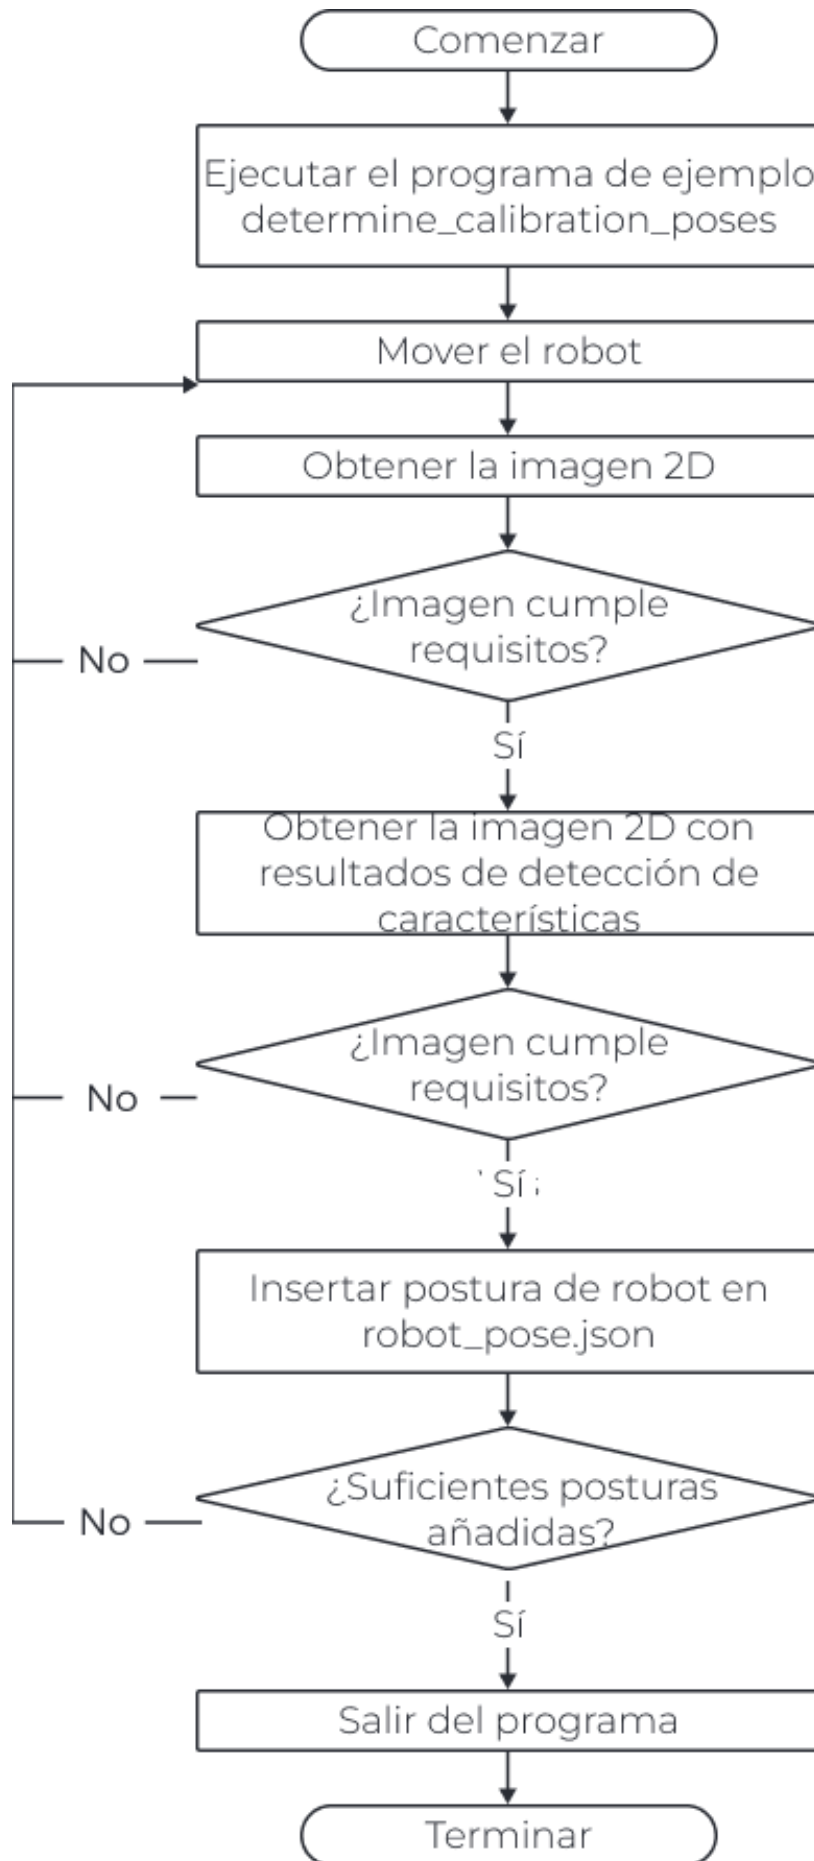 Comenzar
Ejecutar el programa de ejemplo
determine_calibration_poses
Mover el robot
Obtener la imagen 2D
¿Imagen cumple
requisitos?
No
Sí
Obtener la imagen 2D con
resultados de detección de
características
¿Imagen cumple
requisitos?
No
Sí
Insertar postura de robot en
robot_pose.json
¿Suficientes posturas
añadidas?
No
Sí
Salir del programa
Terminar